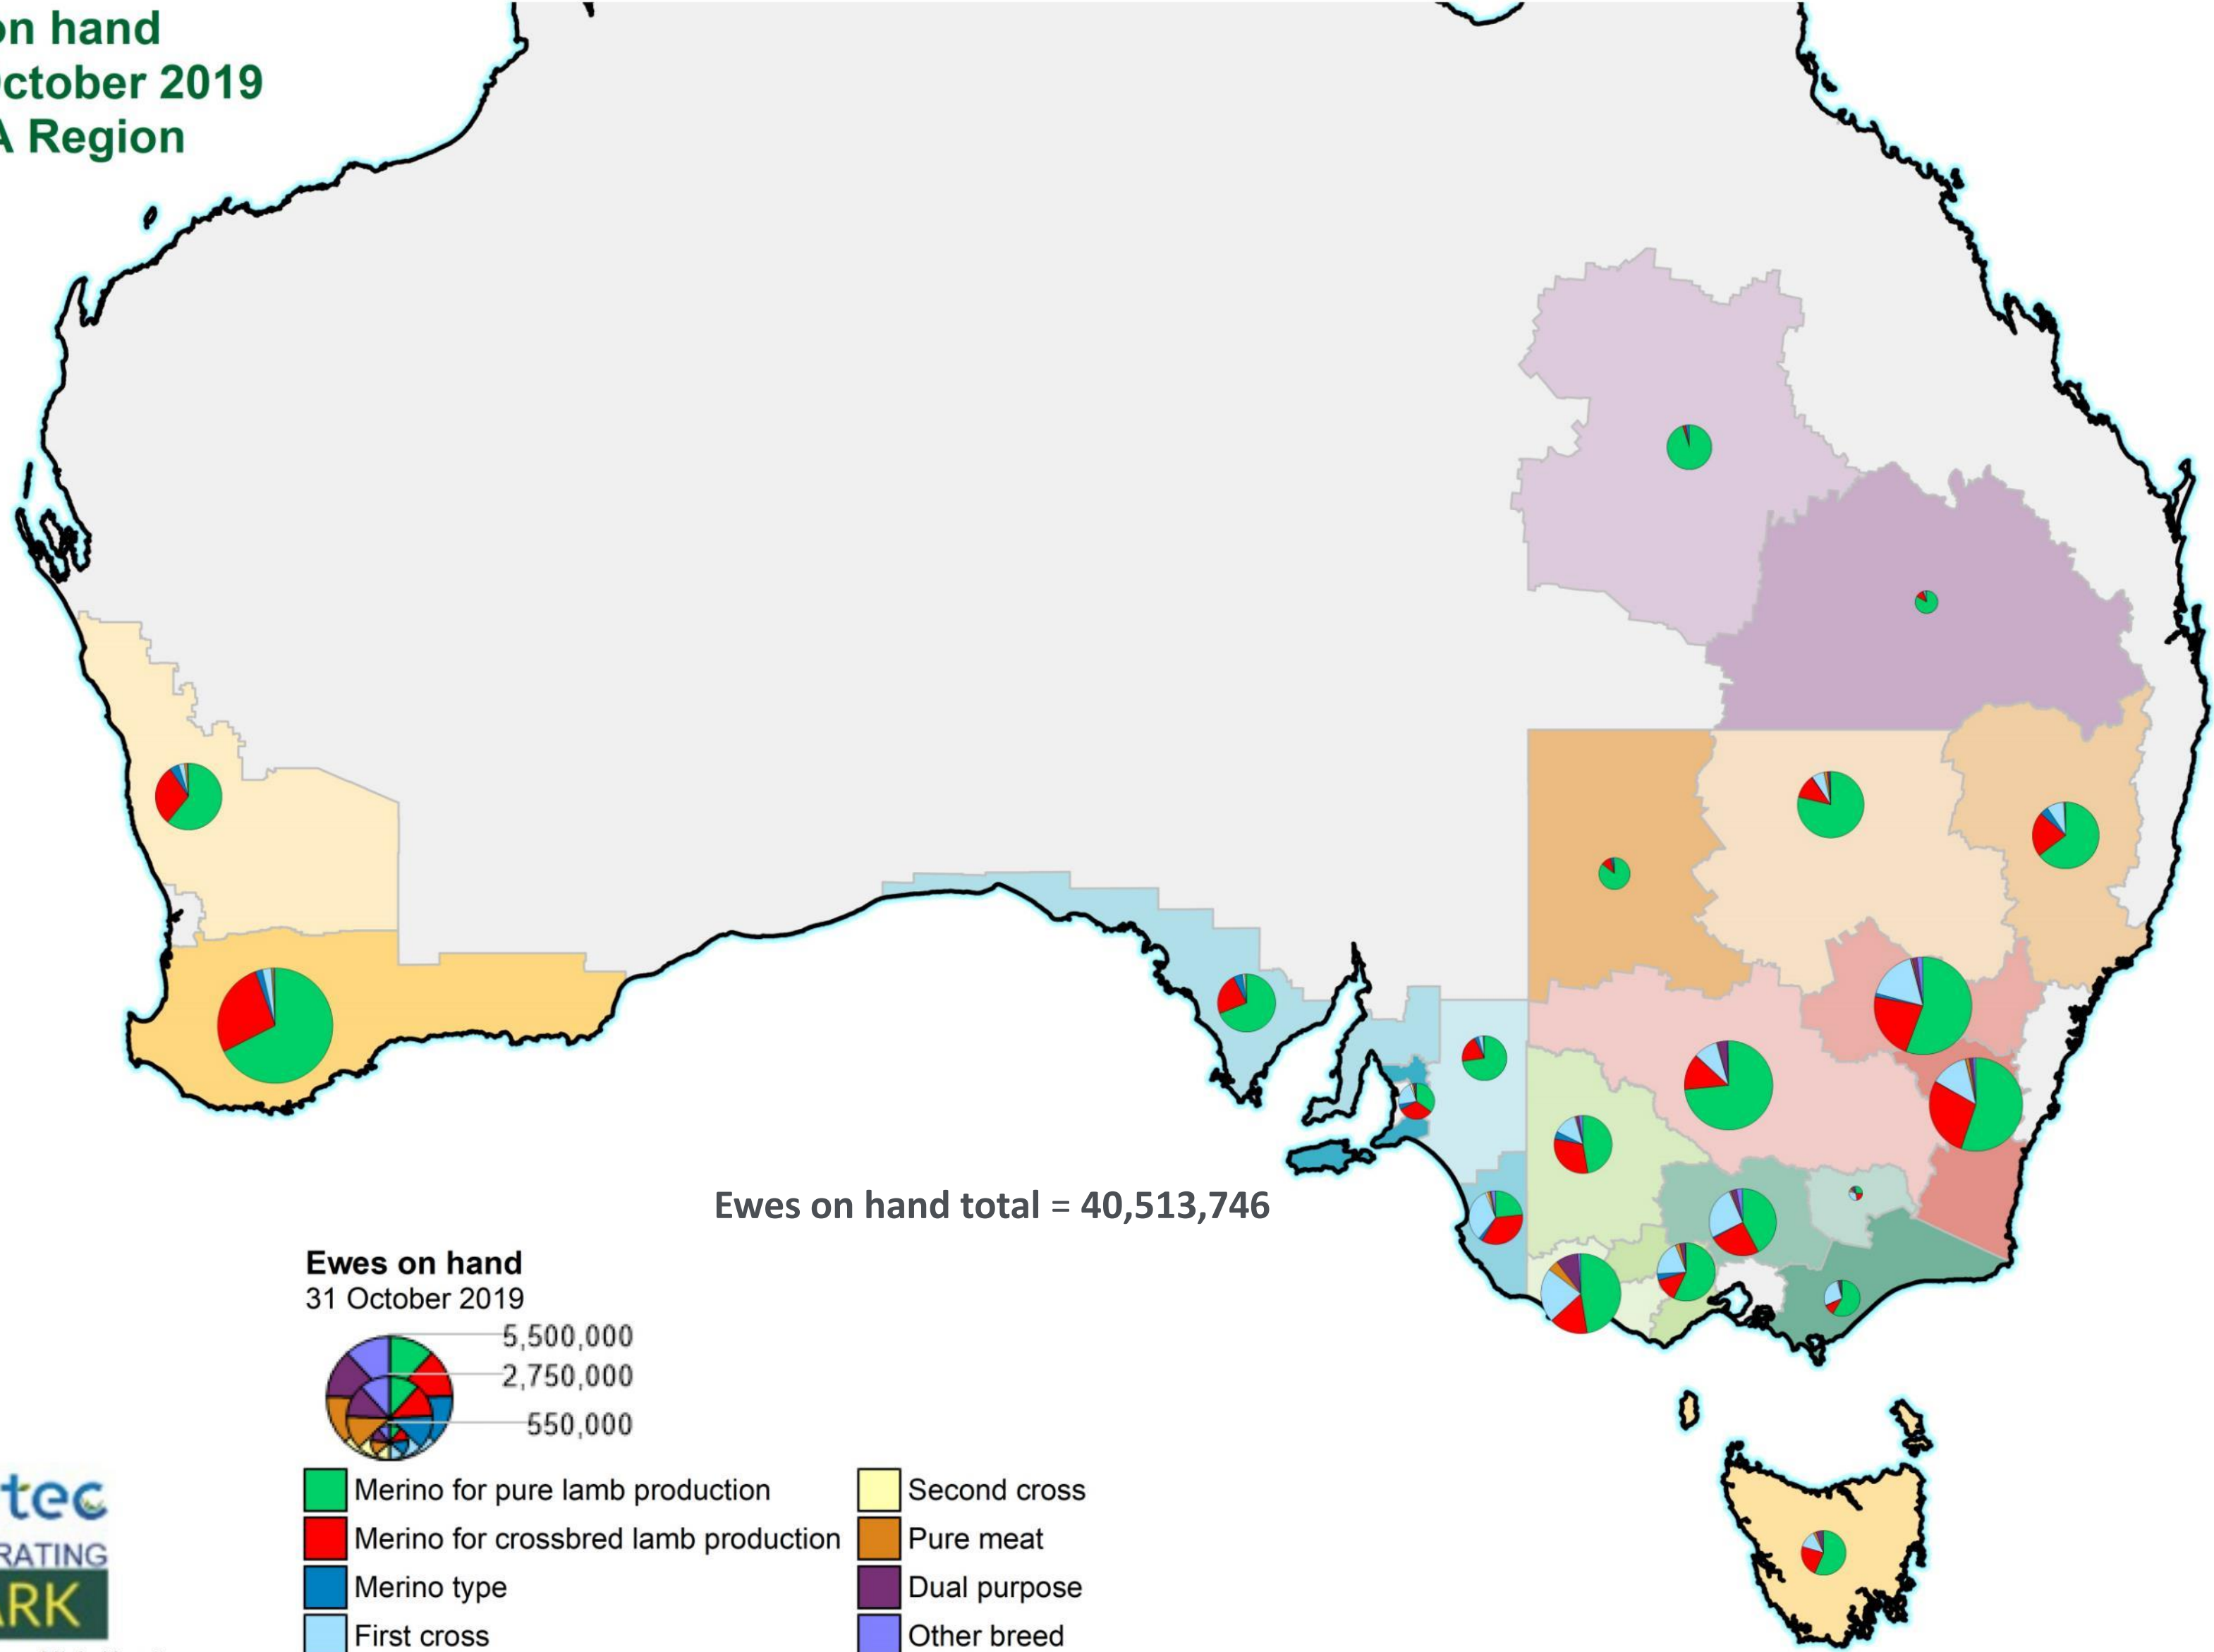 on hand
ctober 2019
A Region
Ewes on hand total = 40,513,746
Ewes on hand
31 October 2019
5,500,000
2,750,000
550,000
Merino for pure lamb production
Merino for crossbred lamb production
Merino type
First cross
Second cross
Pure meat
Dual purpose
Other breed
tec
RATING
ARK